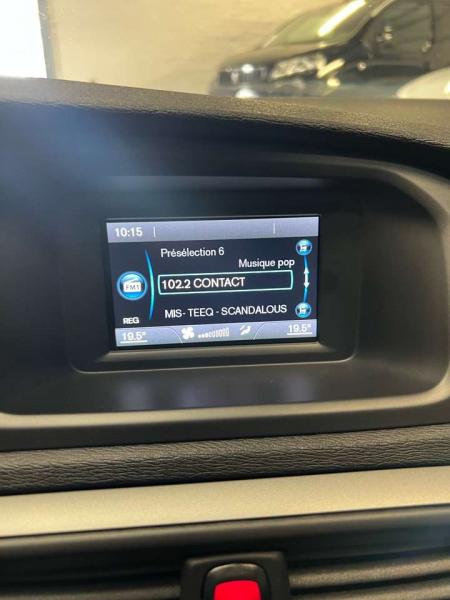 10:15
Présélection 6
Musique pop
FM1
102.2 CONTACT
MIS- TEEQ - SCANDALOUS
REG
19.5° 19.5°